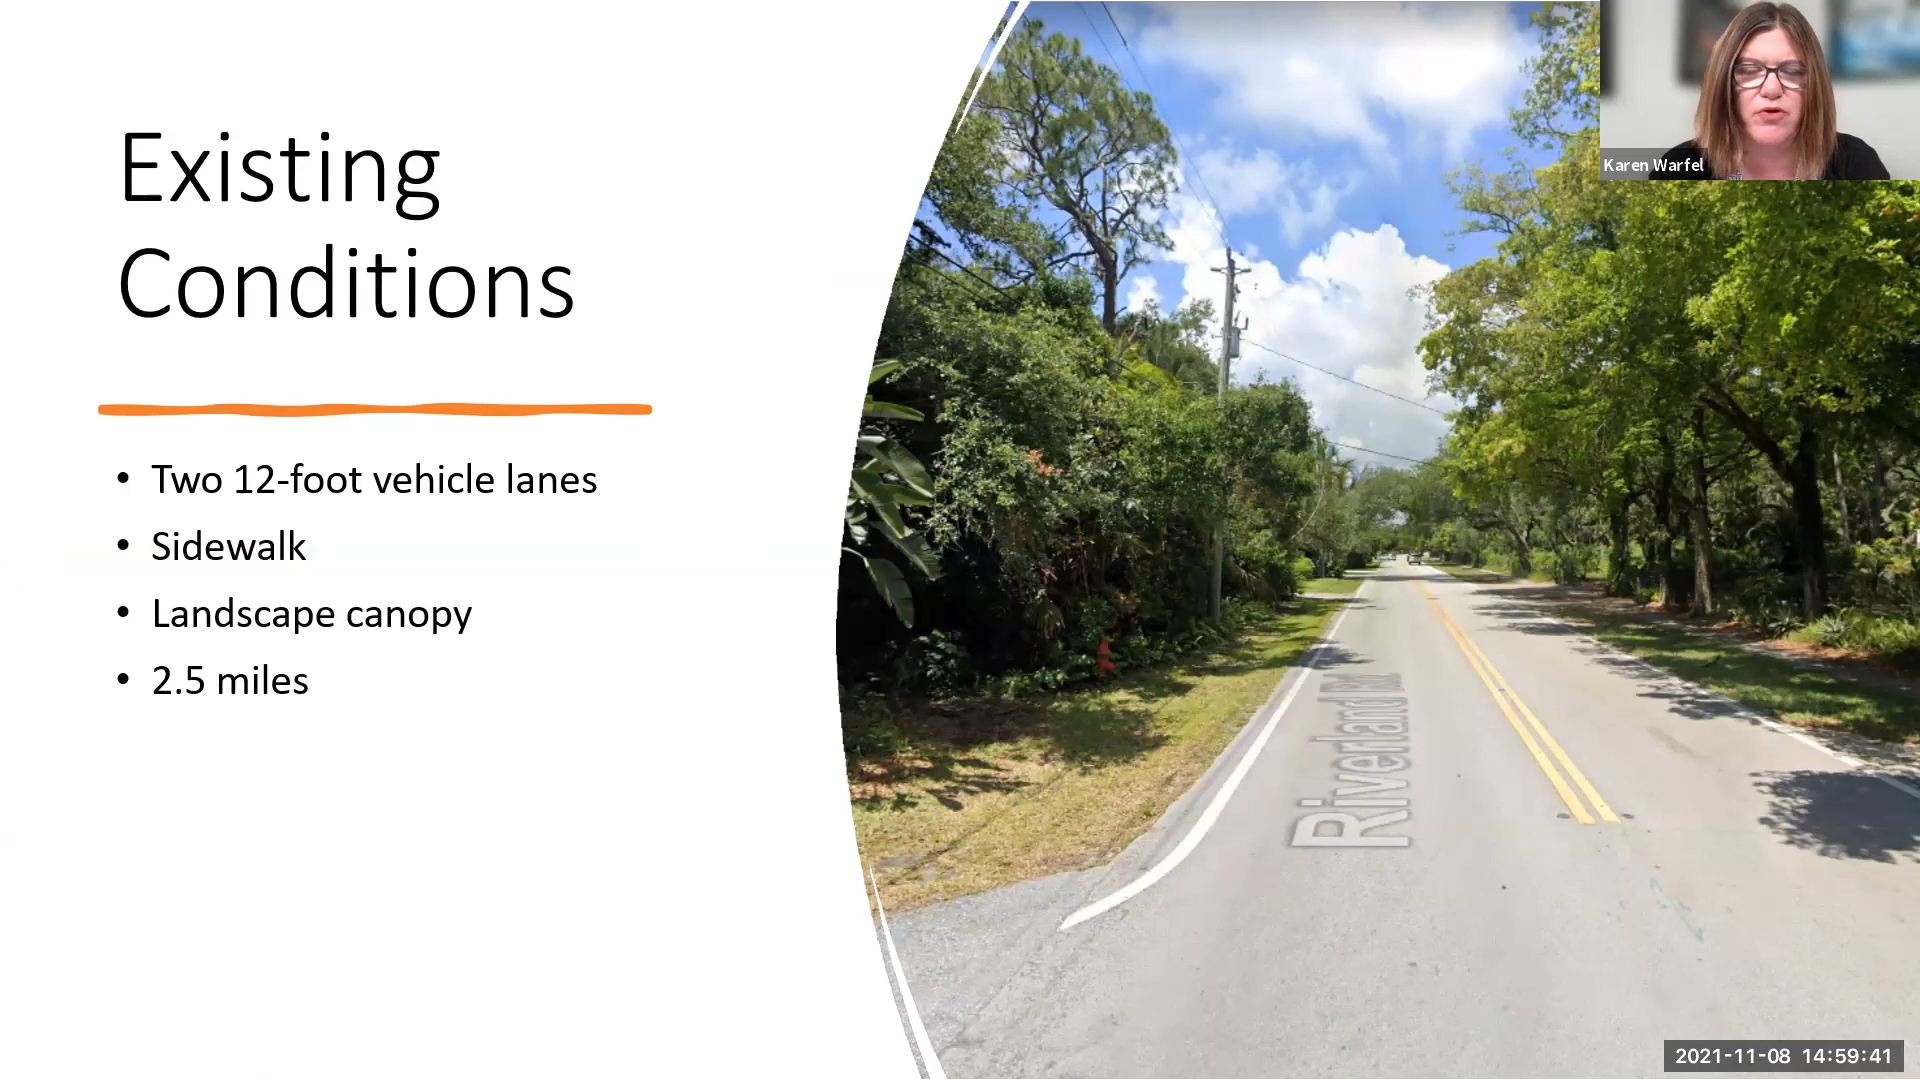 Existing
Conditions
• Two 12-foot vehicle lanes
• Sidewalk
• Landscape canopy
• 2.5 miles
Karen Warfel
Riverland Rd
2021-11-08 14:59:41